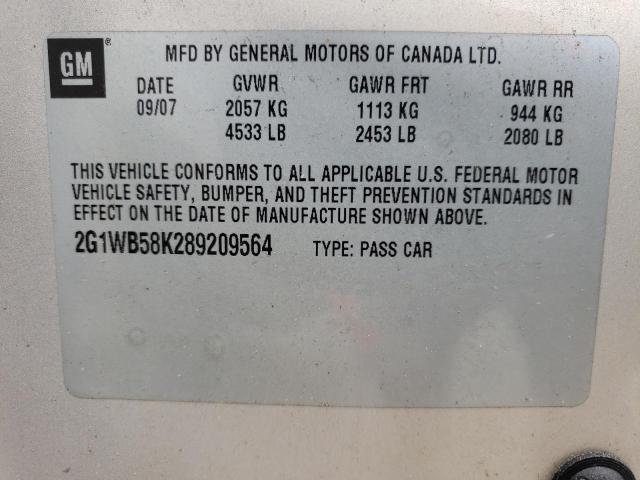 GM ®
MFD BY GENERAL MOTORS OF CANADA LTD.
DATE GVWR GAWR FRT GAWR RR
09/07 2057 KG 1113 KG 944 KG
4533 LB 2453 LB 2080 LB
THIS VEHICLE CONFORMS TO ALL APPLICABLE U.S. FEDERAL MOTOR
VEHICLE SAFETY, BUMPER, AND THEFT PREVENTION STANDARDS IN
EFFECT ON THE DATE OF MANUFACTURE SHOWN ABOVE.
2G1WB58K289209564 TYPE: PASS CAR